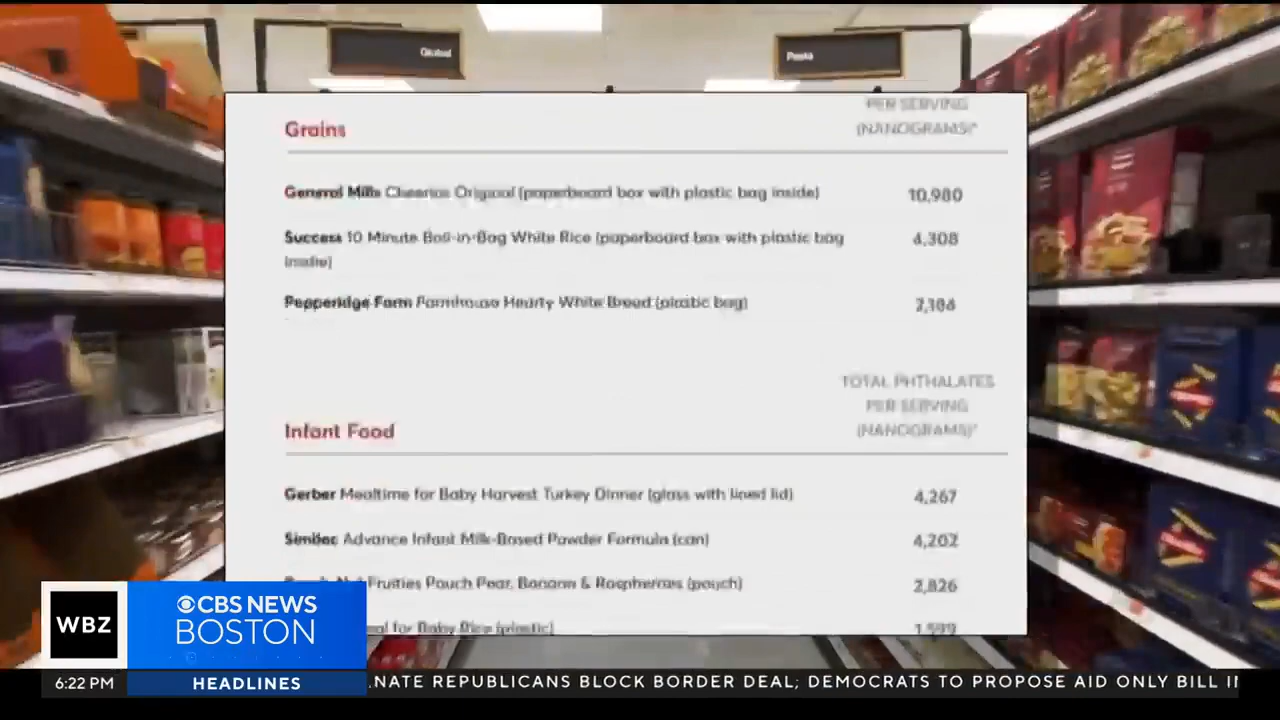 Global
Pasta
PER SERVING
Grains
(NANOGRAMS)*
General Mills Cheerios Original (paperboard box with plastic bag inside)
10,980
Success 10 Minute Boil-in-Bag White Rice (paperboard box with plastic bag
4,308
inside)
Pepperidge Farm Farmhouse Hearty White Bread (plastic bag)
TOTAL PHTHALATES
PER SERVING
Infant Food
(NANOGRAMS)*
Gerber Mealtime for Baby Harvest Turkey Dinner (glass with lined lid)
4,267
Similac Advance Infant Milk-Based Powder Formula (can)
4,202
Fruities Pouch Pear, Banana & Raspberries (pouch)
2,826
for Baby Rice (plastic)
WBZ
CBS NEWS
BOSTON
6:22 PM
HEADLINES
NATE REPUBLICANS BLOCK BORDER DEAL; DEMOCRATS TO PROPOSE AID ONLY BILL